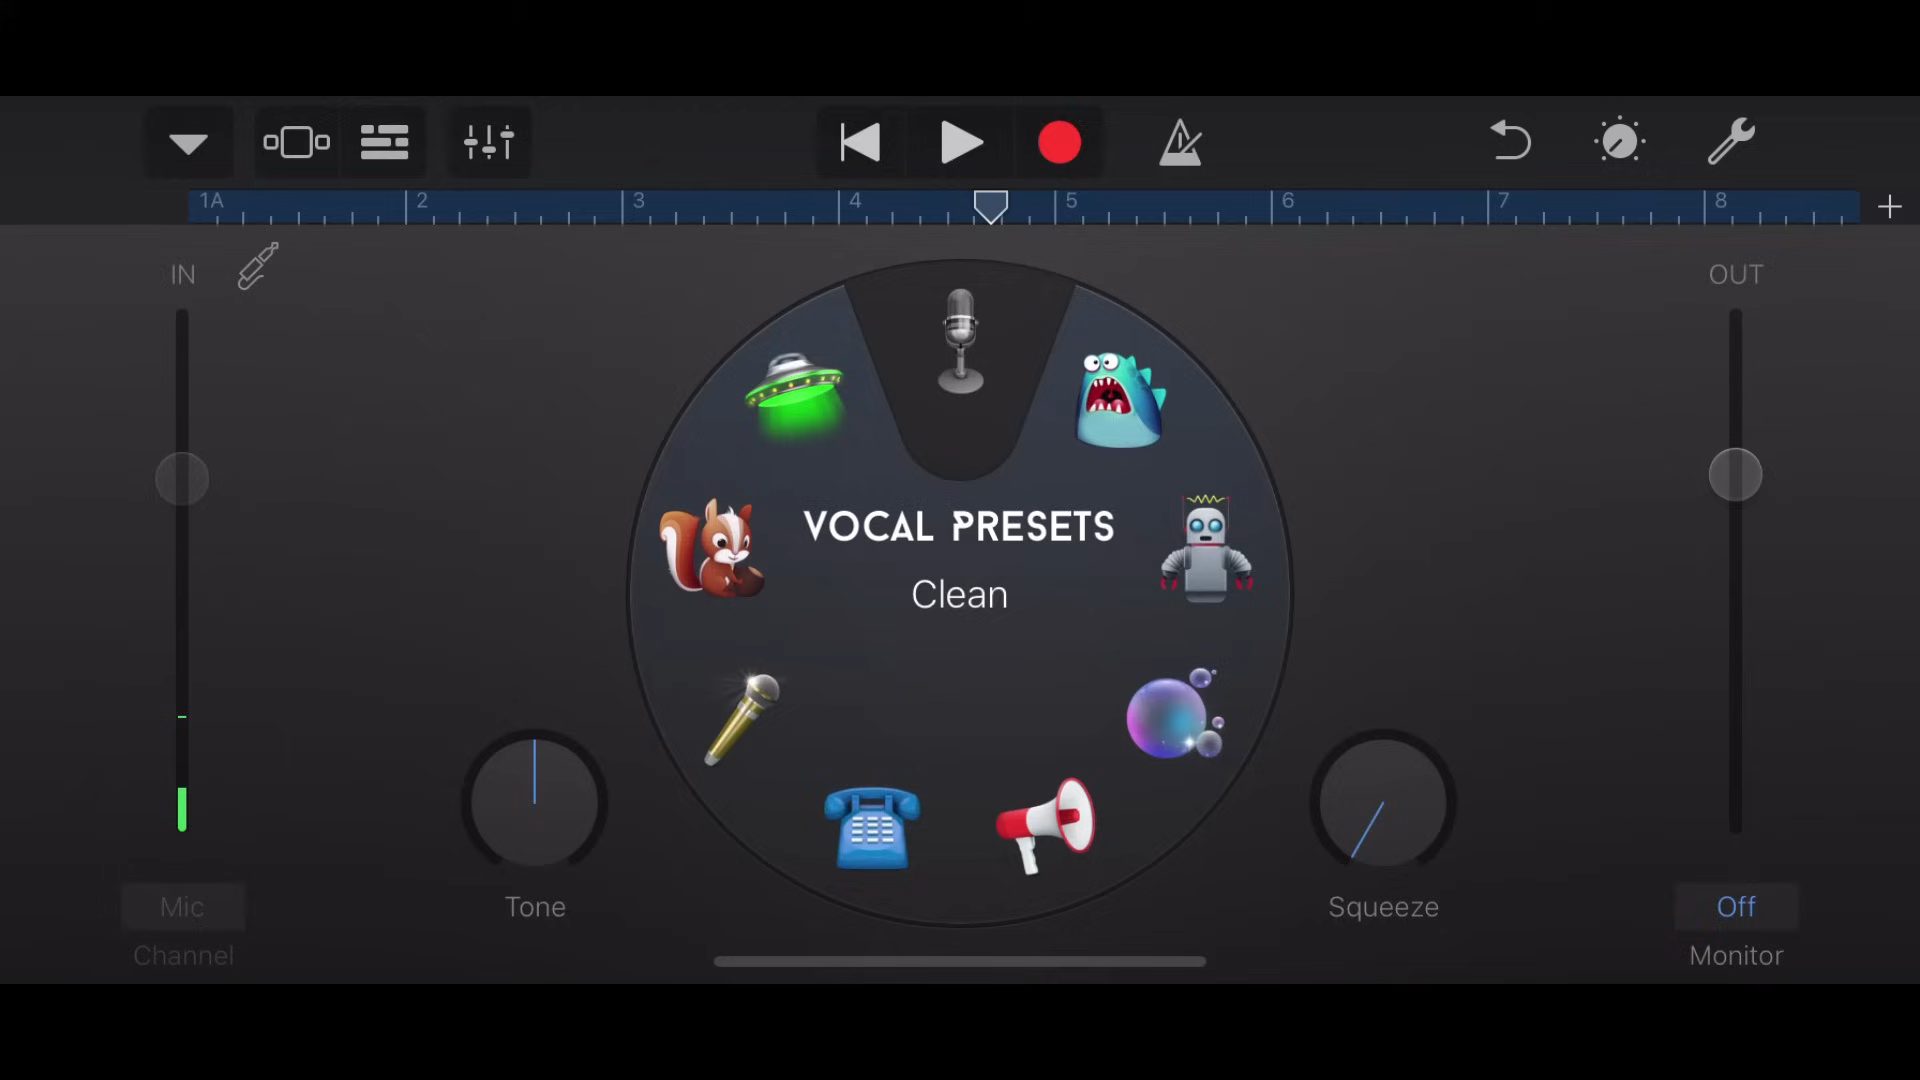 1A 2 3 4 5 6 7 8
IN
OUT
VOCAL PRESETS
Clean
Tone
Squeeze
Mic
Channel
Off
Monitor